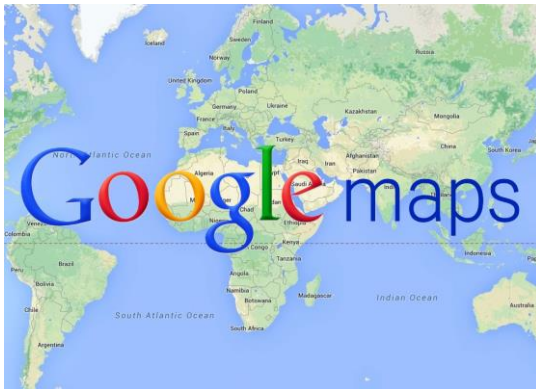 Finland
Iceland
Sweden
Russia
Norway
United Kingdom
Poland
Germany
Ukraine
Kazakhstan
France
Mongolia
Italy
Spain
Turkey
China
South Korea
North Atlantic Ocean
Iraq
Iran
Afghanistan
Algeria
Pakistan
Saudi
Google maps
Chad
Ethiopia
Colombia
Kenya
Congo
Indonesia
Tanzania
Brazil
Peru
Angola
Bolivia
Namibia
Madagascar
Indian Ocean
Botswana
Australia
Chile
South Atlantic Ocean
South Africa
Argentina